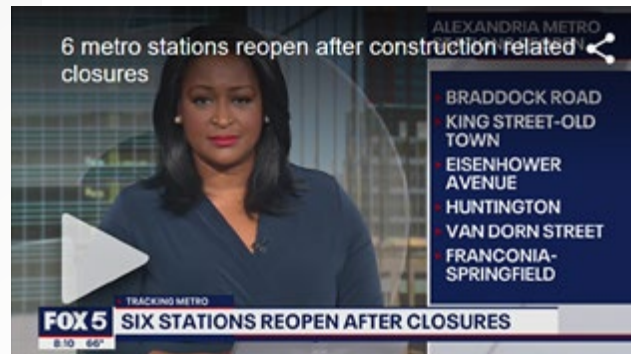 6 metro stations reopen after construction related
closures
ALEXANDRIA METRO
BRADDOCK ROAD
KING STREET-OLD
TOWN
EISENHOWER
AVENUE
HUNTINGTON
VAN DORN STREET
FRANCONIA-
SPRINGFIELD
TRACKING METRO
FOX 5
SIX STATIONS REOPEN AFTER CLOSURES
8:10 66°